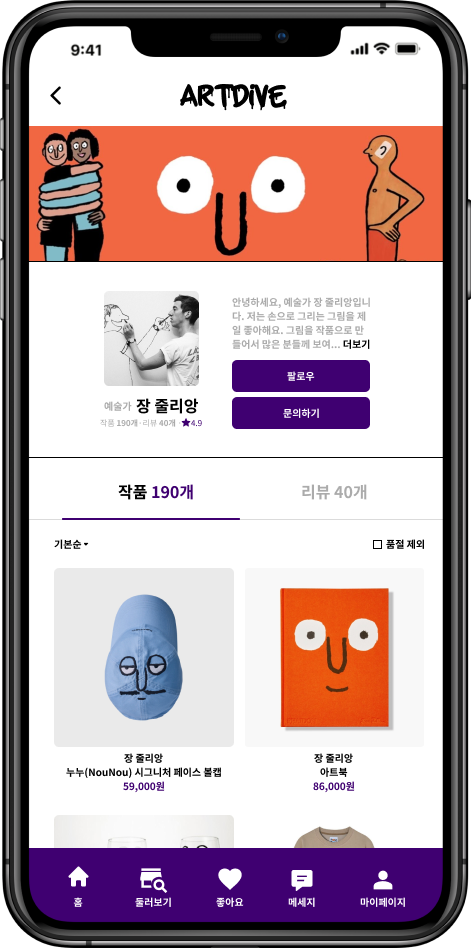 9:41
ARTDiVE
안녕하세요, 예술가 장 줄리앙입니
다. 저는 손으로 그리는 그림을 제
일 좋아해요. 그림을 작품으로 만
들어서 많은 분들께 보여... 더보기
팔로우
문의하기
예술가 장 줄리앙
작품 190개 · 리뷰 40개 ★4.9
작품 190개
리뷰 40개
기본순
품절 제외
장 줄리앙
누누(NouNou) 시그니처 페이스 볼캡
59,000원
장 줄리앙
아트북
86,000원
홈
둘러보기
좋아요
메세지
마이페이지